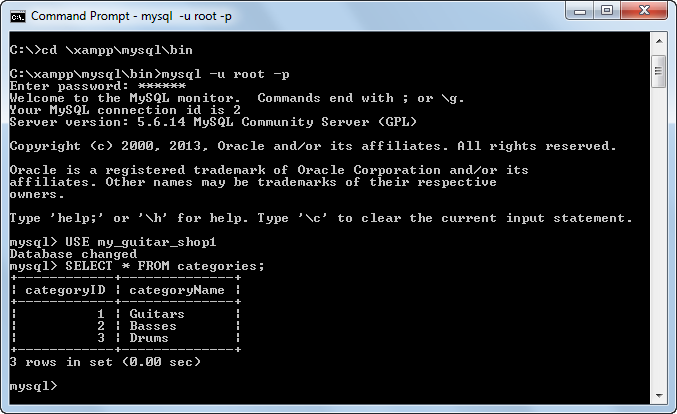 Command Prompt - mysql -u root -p
C:\>cd \xampp\mysql\bin
C:\xampp\mysql\bin>mysql -u root -p
Enter password: ******
Welcome to the MySQL monitor.  Commands end with ; or \g.
Your MySQL connection id is 2
Server version: 5.6.14 MySQL Community Server (GPL)
Copyright (c) 2000, 2013, Oracle and/or its affiliates. All rights reserved.
Oracle is a registered trademark of Oracle Corporation and/or its
affiliates. Other names may be trademarks of their respective
owners.
Type 'help;' or '\h' for help. Type '\c' to clear the current input statement.
mysql> USE my_guitar_shop1
Database changed
mysql> SELECT * FROM categories;
+------------+--------------+
| categoryID | categoryName |
+------------+--------------+
|          1 | Guitars      |
|          2 | Basses       |
|          3 | Drums        |
+------------+--------------+
3 rows in set (0.00 sec)
mysql>